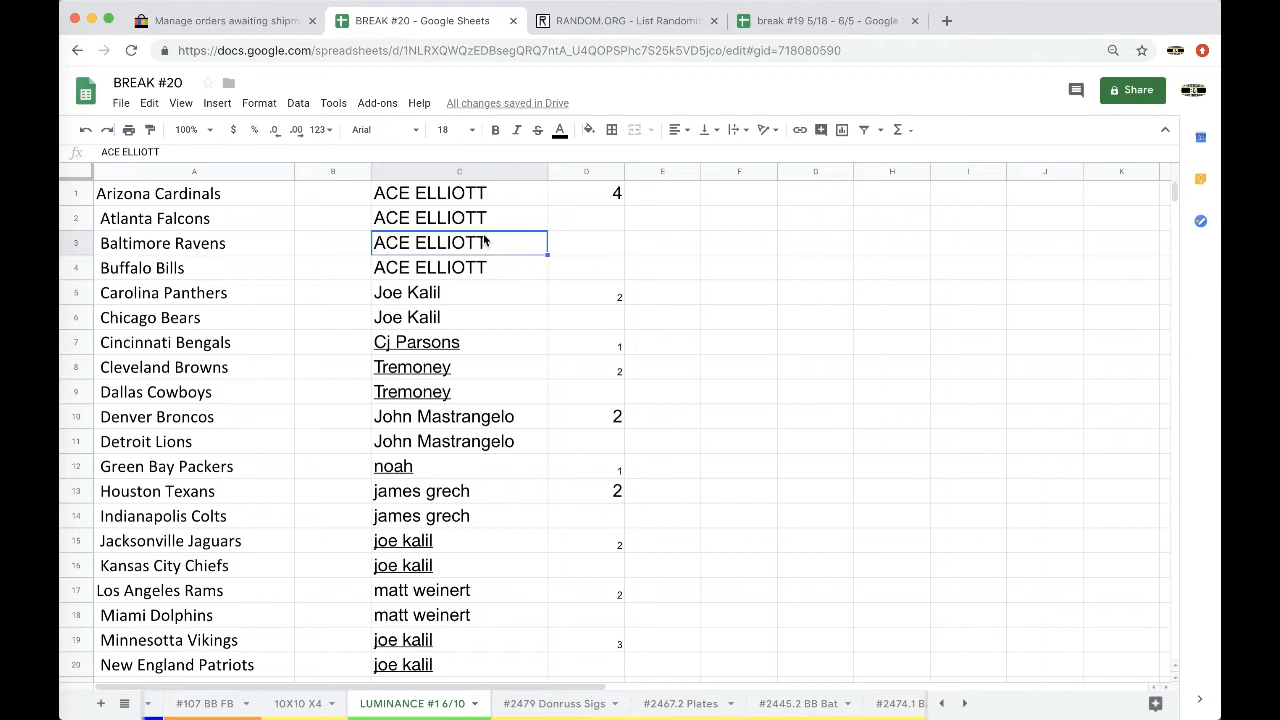 Manage orders awaiting shipm
BREAK #20 - Google Sheets
RANDOM.ORG - List Randomiz
break #19 5/18 - 6/5 - Google
https://docs.google.com/spreadsheets/d/1NLRXQWQzEDBsegQRQ7ntA_U4QOPSPhc7S25k5VD5jco/edit#gid=718080590
BREAK #20
File Edit View Insert Format Data Tools Add-ons Help All changes saved in Drive
Share
100% $ % .0 .00 123 Arial 18 B I S A
fx ACE ELLIOTT
A B C D E F G H I J K
1 Arizona Cardinals ACE ELLIOTT 4
2 Atlanta Falcons ACE ELLIOTT
3 Baltimore Ravens ACE ELLIOTT
4 Buffalo Bills ACE ELLIOTT
5 Carolina Panthers Joe Kalil 2
6 Chicago Bears Joe Kalil
7 Cincinnati Bengals Cj Parsons 1
8 Cleveland Browns Tremoney 2
9 Dallas Cowboys Tremoney
10 Denver Broncos John Mastrangelo 2
11 Detroit Lions John Mastrangelo
12 Green Bay Packers noah 1
13 Houston Texans james grech 2
14 Indianapolis Colts james grech
15 Jacksonville Jaguars joe kalil 2
16 Kansas City Chiefs joe kalil
17 Los Angeles Rams matt weinert 2
18 Miami Dolphins matt weinert
19 Minnesotta Vikings joe kalil 3
20 New England Patriots joe kalil
#107 BB FB 10X10 X4 LUMINANCE #1 6/10 #2479 Donruss Sigs #2467.2 Plates #2445.2 BB Bat #2474.1 B